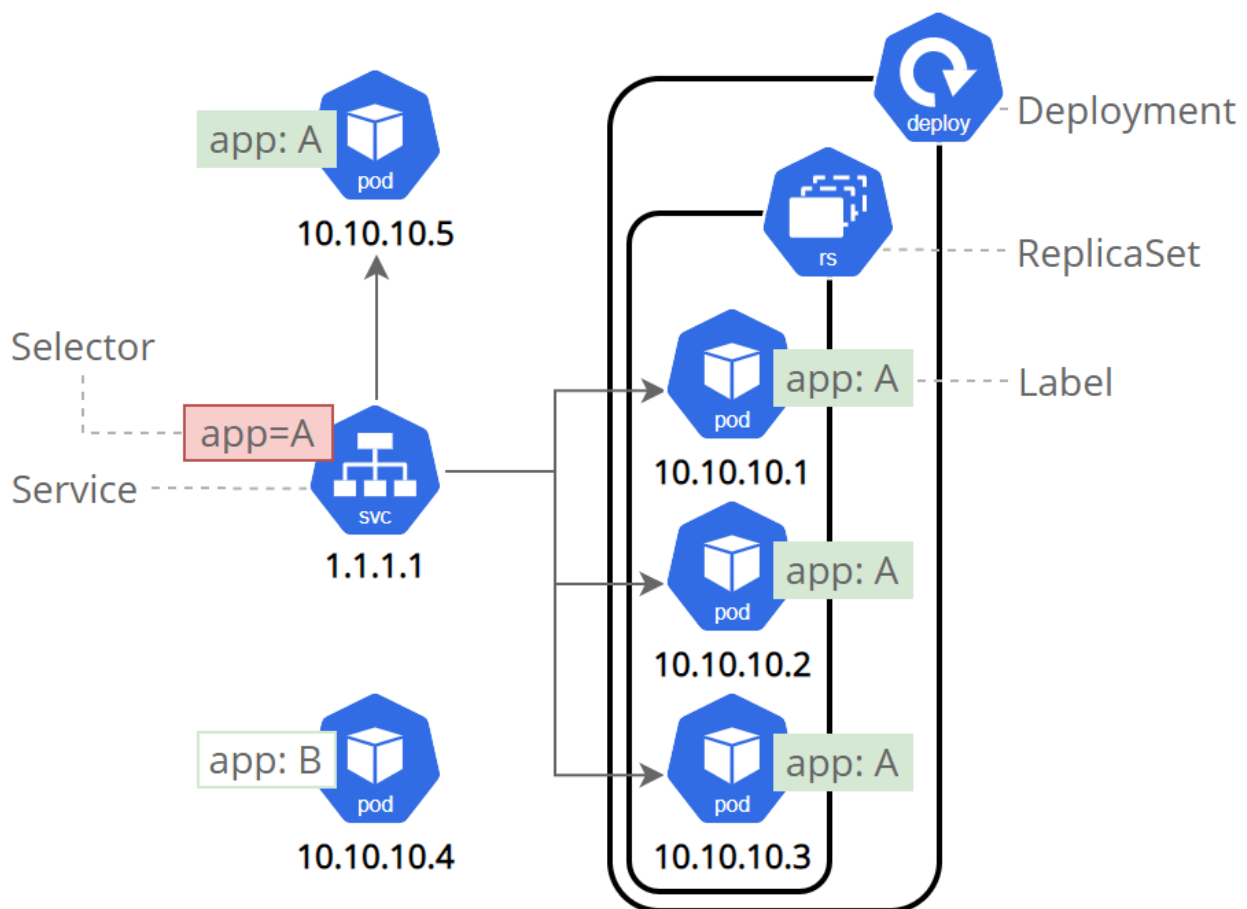 deploy
Deployment
app: A
pod
10.10.10.5
rs
ReplicaSet
Selector
app=A
Service
svc
1.1.1.1
app: A
Label
pod
10.10.10.1
app: A
pod
10.10.10.2
app: B
pod
10.10.10.4
app: A
pod
10.10.10.3